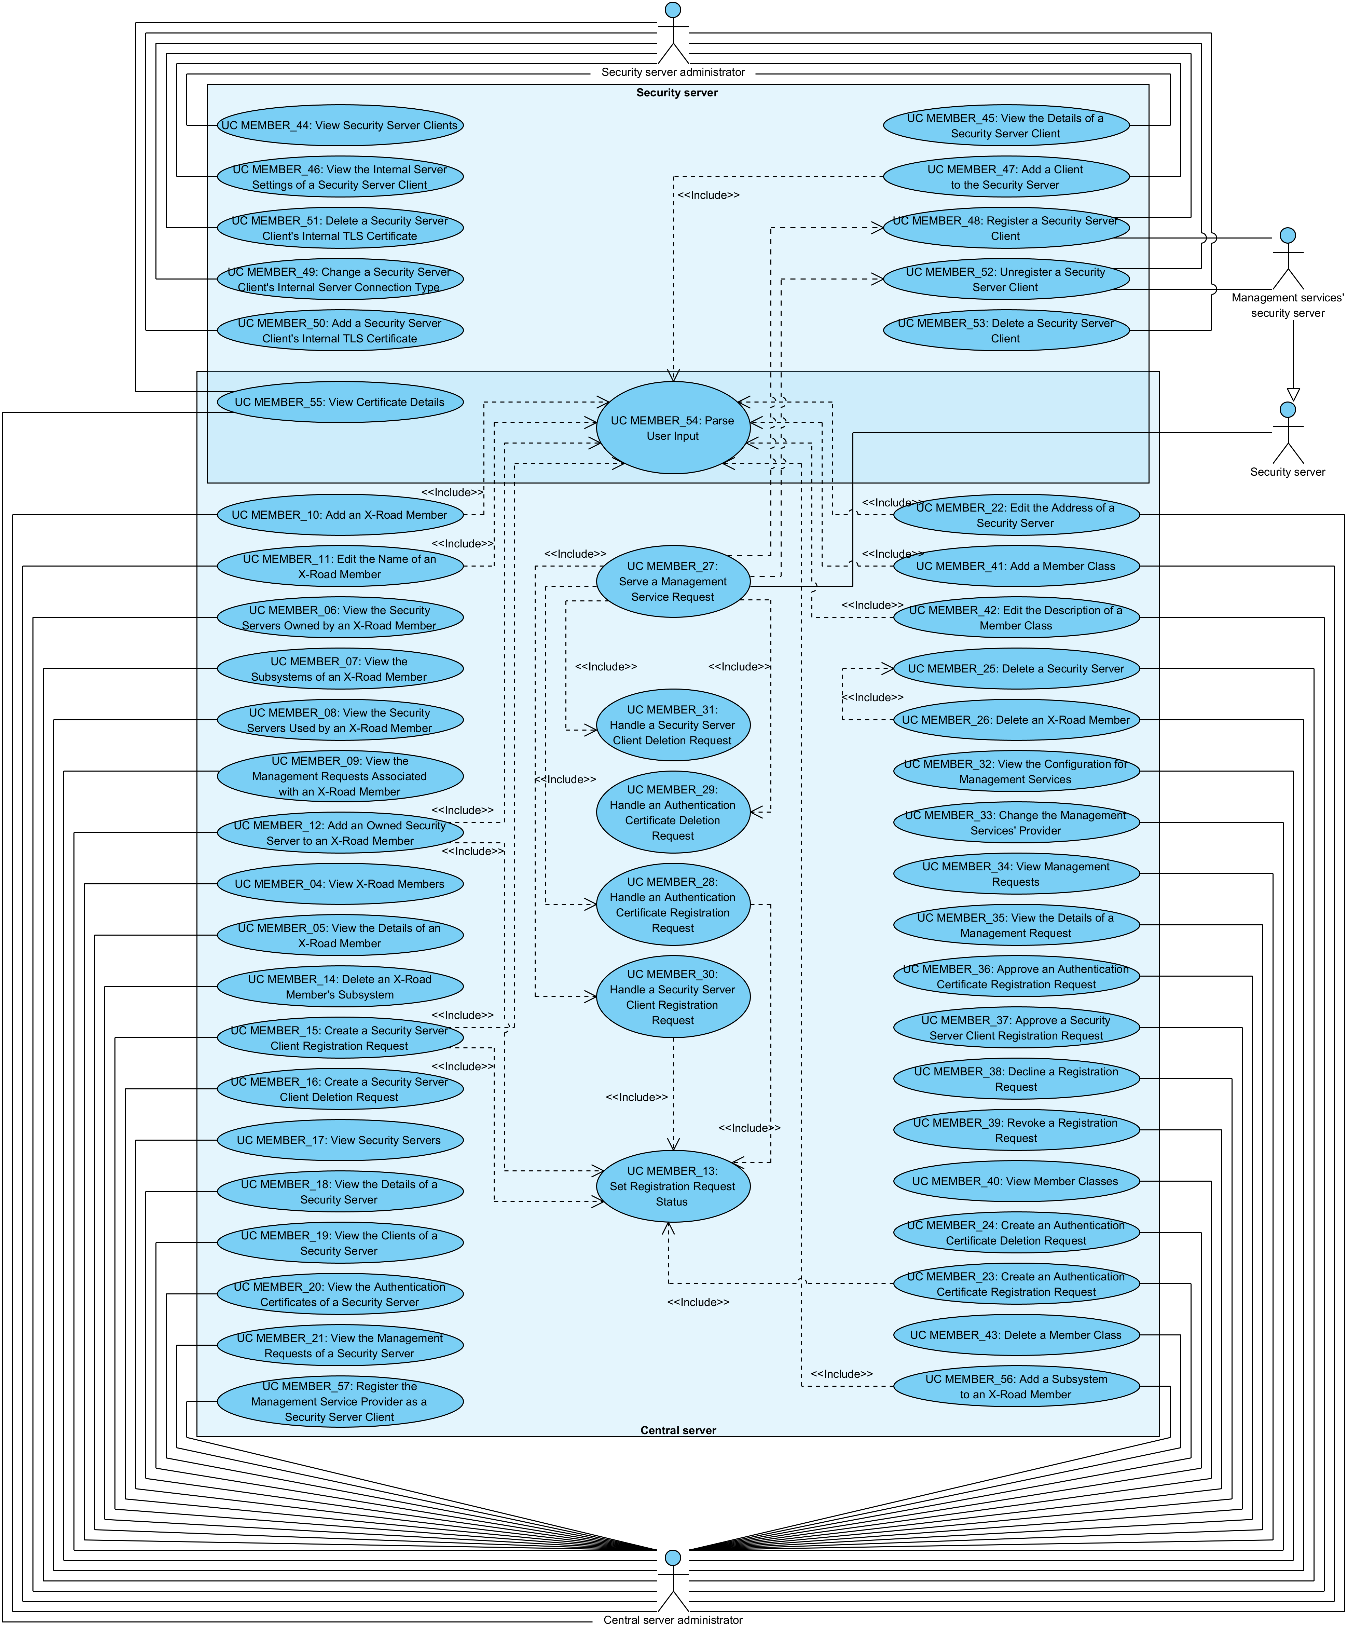 Security server administrator
Security server
UC MEMBER_44: View Security Server Clients
UC MEMBER_45: View the Details of a
Security Server Client
UC MEMBER_46: View the Internal Server
Settings of a Security Server Client
UC MEMBER_47: Add a Client
to the Security Server
<<Include>>
UC MEMBER_51: Delete a Security Server
Client's Internal TLS Certificate
UC MEMBER_48: Register a Security Server
Client
UC MEMBER_49: Change a Security Server
Client's Internal Server Connection Type
UC MEMBER_52: Unregister a Security
Server Client
Management services'
security server
UC MEMBER_50: Add a Security Server
Client's Internal TLS Certificate
UC MEMBER_53: Delete a Security Server
Client
UC MEMBER_55: View Certificate Details
UC MEMBER_54: Parse
User Input
Security server
<<Include>>
UC MEMBER_10: Add an X-Road Member
<<Include>>
UC MEMBER_22: Edit the Address of a
Security Server
<<Include>>
UC MEMBER_11: Edit the Name of an
X-Road Member
<<Include>>
UC MEMBER_27:
Serve a Management
Service Request
<<Include>>
UC MEMBER_41: Add a Member Class
UC MEMBER_06: View the Security
Servers Owned by an X-Road Member
<<Include>>
UC MEMBER_42: Edit the Description of a
Member Class
UC MEMBER_07: View the
Subsystems of an X-Road Member
<<Include>>
<<Include>>
UC MEMBER_25: Delete a Security Server
<<Include>>
UC MEMBER_08: View the Security
Servers Used by an X-Road Member
UC MEMBER_31:
Handle a Security Server
Client Deletion Request
UC MEMBER_26: Delete an X-Road Member
UC MEMBER_09: View the
Management Requests Associated
with an X-Road Member
<<Include>>
UC MEMBER_29:
Handle an Authentication
Certificate Deletion
Request
UC MEMBER_32: View the Configuration for
Management Services
<<Include>>
UC MEMBER_12: Add an Owned Security
Server to an X-Road Member
<<Include>>
UC MEMBER_33: Change the Management
Services' Provider
UC MEMBER_04: View X-Road Members
UC MEMBER_28:
Handle an Authentication
Certificate Registration
Request
UC MEMBER_34: View Management
Requests
UC MEMBER_05: View the Details of an
X-Road Member
UC MEMBER_35: View the Details of a
Management Request
UC MEMBER_14: Delete an X-Road
Member's Subsystem
UC MEMBER_30:
Handle a Security Server
Client Registration
Request
UC MEMBER_36: Approve an Authentication
Certificate Registration Request
<<Include>>
UC MEMBER_15: Create a Security Server
Client Registration Request
<<Include>>
UC MEMBER_37: Approve a Security
Server Client Registration Request
UC MEMBER_16: Create a Security Server
Client Deletion Request
<<Include>>
UC MEMBER_38: Decline a Registration
Request
UC MEMBER_17: View Security Servers
<<Include>>
UC MEMBER_39: Revoke a Registration
Request
UC MEMBER_18: View the Details of a
Security Server
UC MEMBER_13:
Set Registration Request
Status
UC MEMBER_40: View Member Classes
UC MEMBER_19: View the Clients of a
Security Server
UC MEMBER_24: Create an Authentication
Certificate Deletion Request
UC MEMBER_20: View the Authentication
Certificates of a Security Server
<<Include>>
UC MEMBER_23: Create an Authentication
Certificate Registration Request
UC MEMBER_21: View the Management
Requests of a Security Server
UC MEMBER_43: Delete a Member Class
UC MEMBER_57: Register the
Management Service Provider as a
Security Server Client
<<Include>>
UC MEMBER_56: Add a Subsystem
to an X-Road Member
Central server
Central server administrator